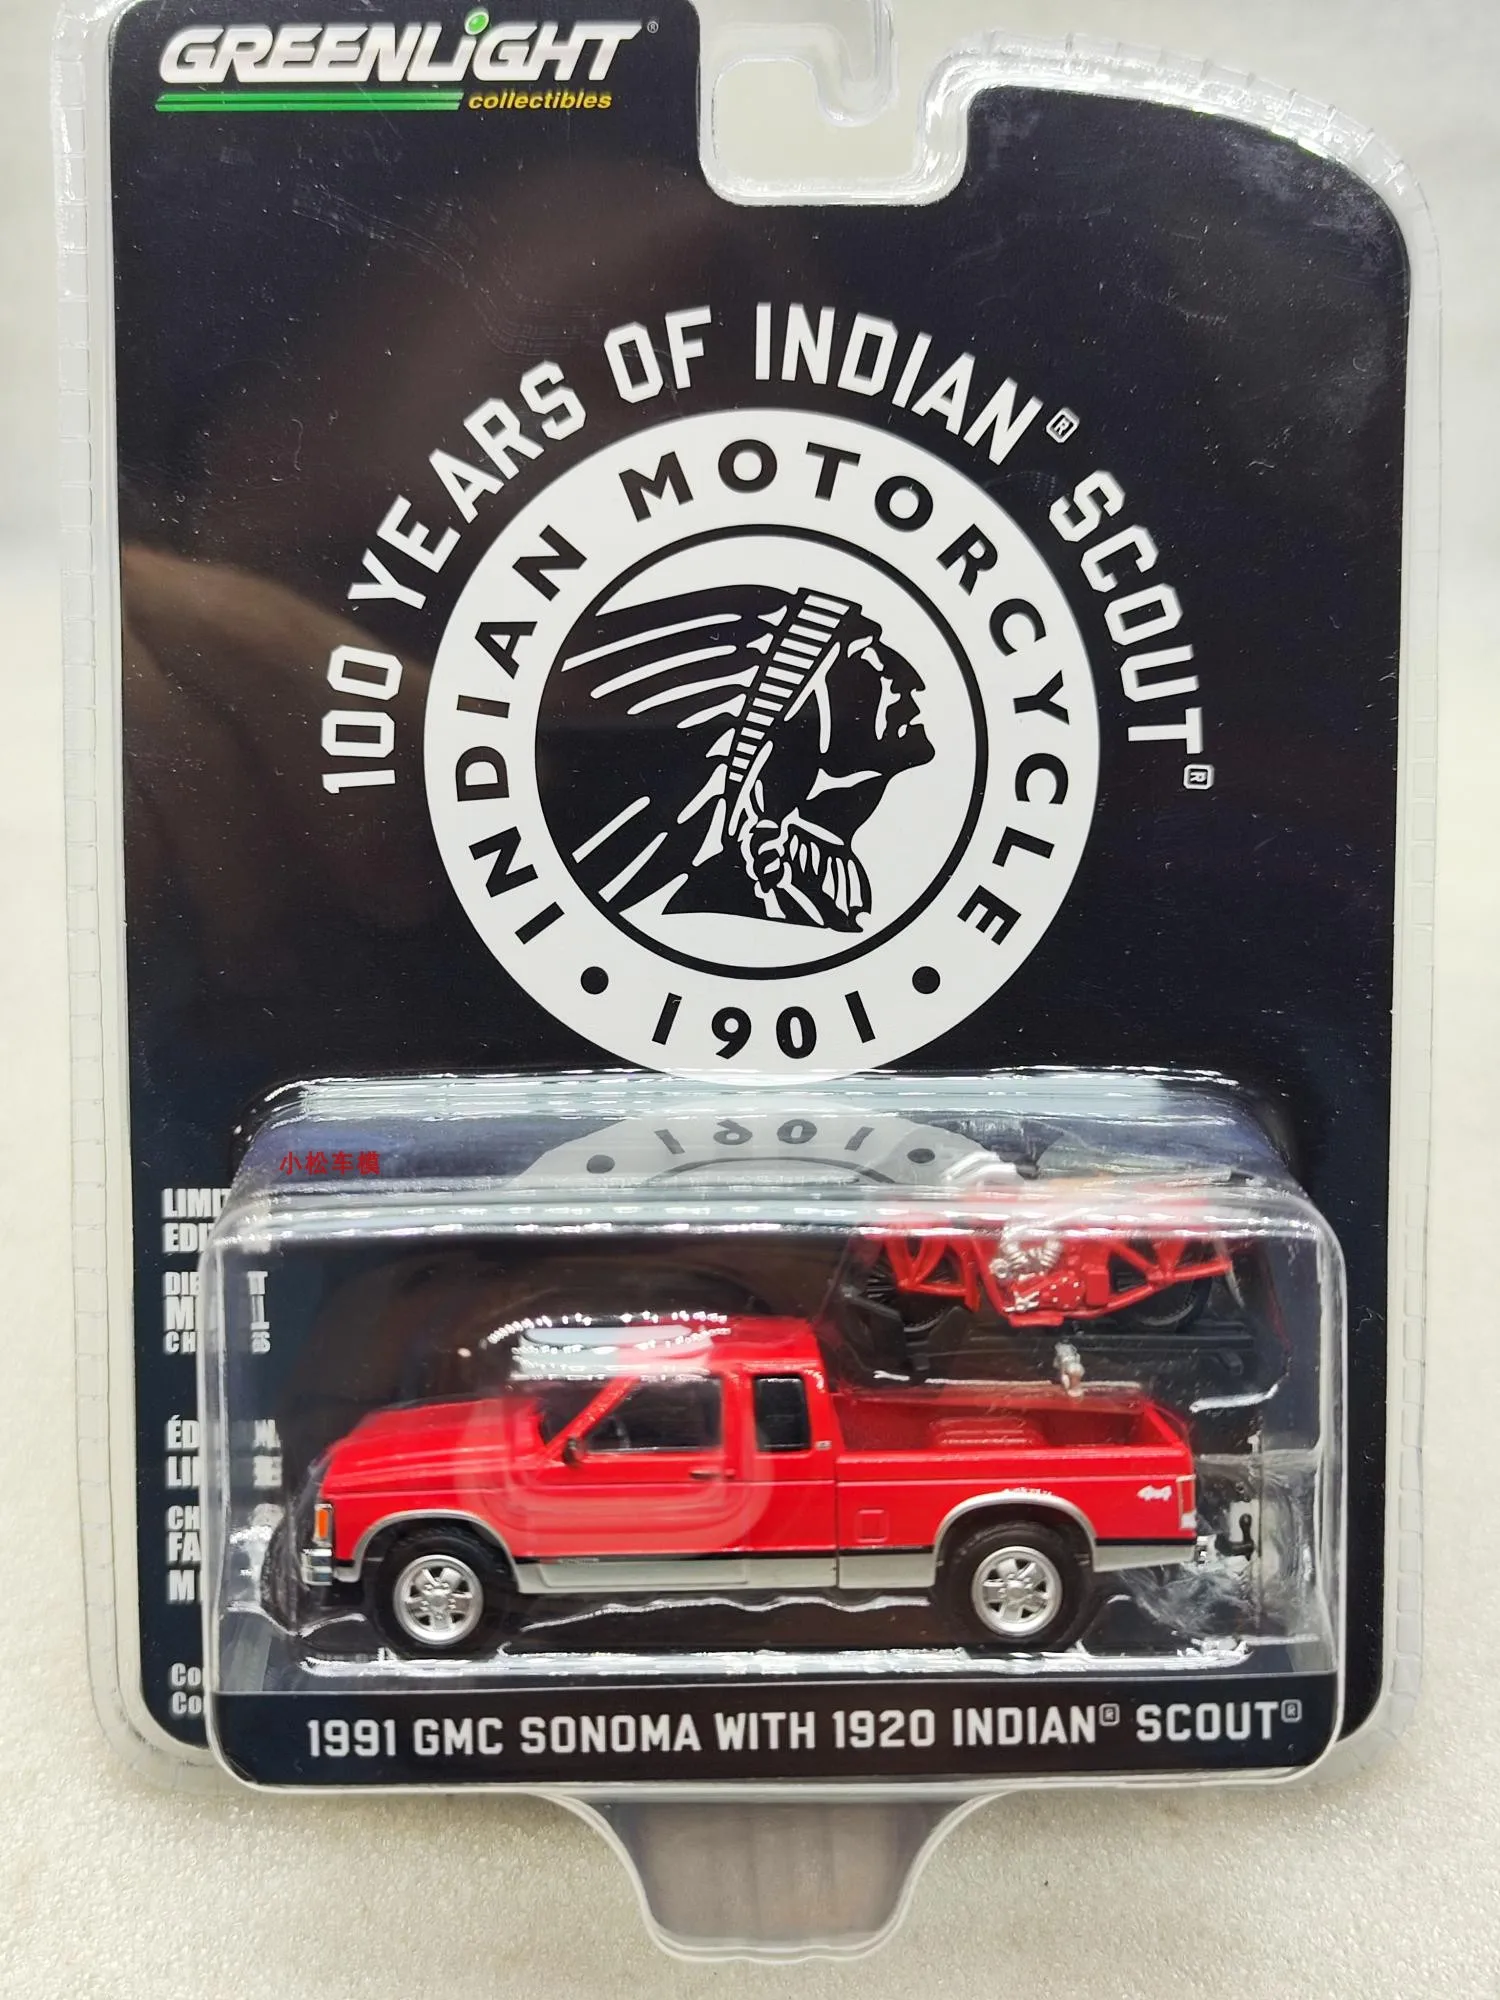 GREENLiGHT®
collectibles
100 YEARS OF INDIAN® SCOUT®
INDIAN MOTORCYCLE
• 1901 •
小松车模
1991 GMC SONOMA WITH 1920 INDIAN® SCOUT®